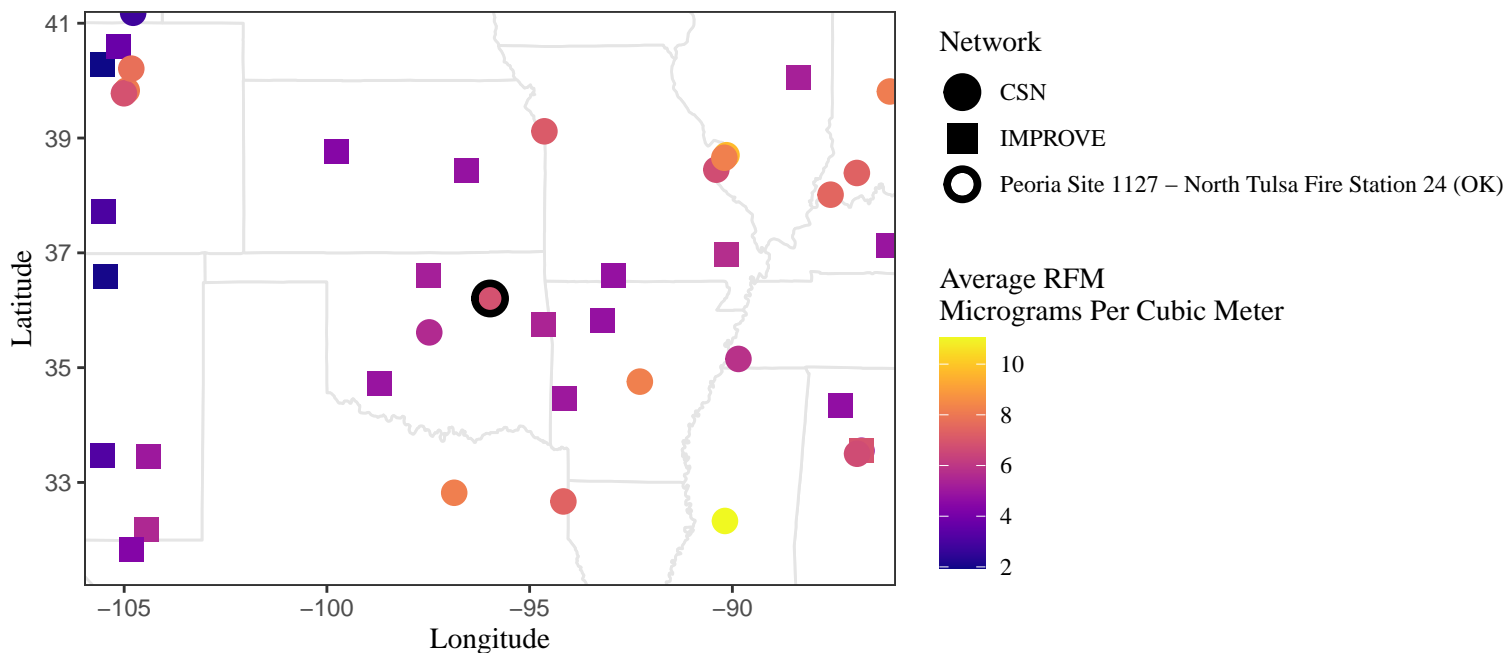 41
39
37
35
33
Latitude
−105
−100
−95
−90
Longitude
Network
CSN
IMPROVE
Peoria Site 1127 − North Tulsa Fire Station 24 (OK)
Average RFM
Micrograms Per Cubic Meter
10
8
6
4
2